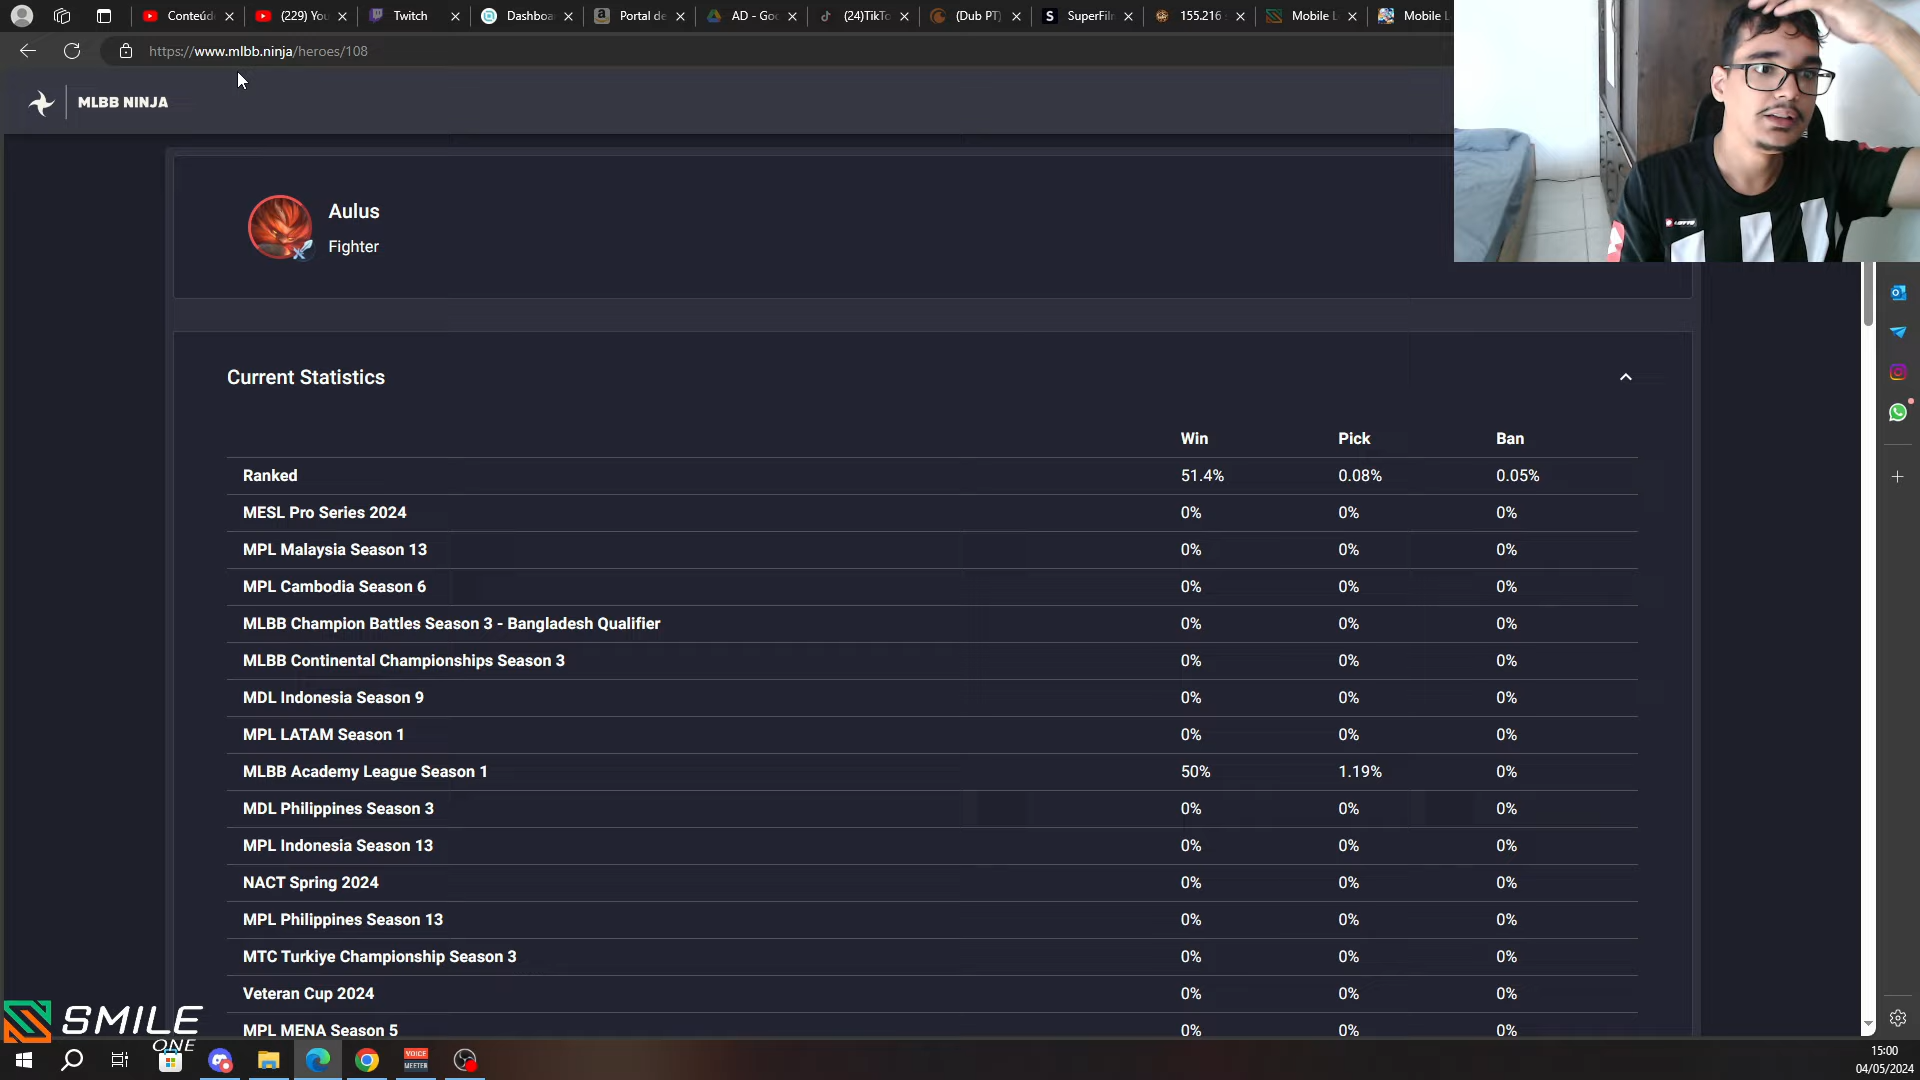 Conteúd
(229) You
Twitch
Dashboa
Portal de
AD - Goo
(24)TikTo
(Dub PT)
SuperFil
155.216
Mobile L
Mobile L
https://www.mlbb.ninja/heroes/108
MLBB NINJA
Aulus
Fighter
LOTTO
Current Statistics
Win Pick Ban
Ranked 51.4% 0.08% 0.05%
MESL Pro Series 2024 0% 0% 0%
MPL Malaysia Season 13 0% 0% 0%
MPL Cambodia Season 6 0% 0% 0%
MLBB Champion Battles Season 3 - Bangladesh Qualifier 0% 0% 0%
MLBB Continental Championships Season 3 0% 0% 0%
MDL Indonesia Season 9 0% 0% 0%
MPL LATAM Season 1 0% 0% 0%
MLBB Academy League Season 1 50% 1.19% 0%
MDL Philippines Season 3 0% 0% 0%
MPL Indonesia Season 13 0% 0% 0%
NACT Spring 2024 0% 0% 0%
MPL Philippines Season 13 0% 0% 0%
MTC Turkiye Championship Season 3 0% 0% 0%
Veteran Cup 2024 0% 0% 0%
MPL MENA Season 5 0% 0% 0%
SMILE
ONE
VOICE
MEETER
15:00
04/05/2024